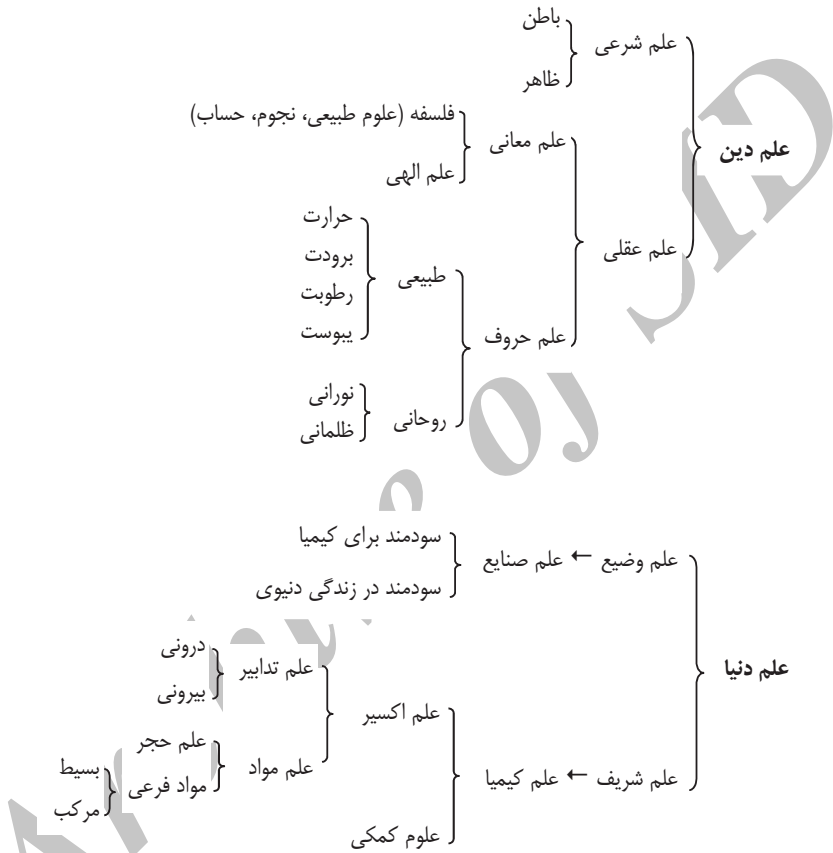 باطن
علم شرعی
ظاهر
فلسفه (علوم طبیعی، نجوم، حساب)
علم معانی
علم دین
علم الهی
حرارت
علم عقلی
برودت
طبیعی
رطوبت
یبوست
علم حروف
نورانی
روحانی
ظلمانی
سودمند برای کیمیا
علم وضیع ← علم صنایع
سودمند در زندگی دنیوی
درونی
علم تدابیر
علم دنیا
بیرونی
علم اکسیر
علم حجر
علم مواد
بسیط
مواد فرعی
علم شریف ← علم کیمیا
مرکب
علوم کمکی